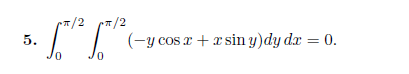 5. ∫_0^{π/2} ∫_0^{π/2} (−y cos x + x sin y)dy dx = 0.